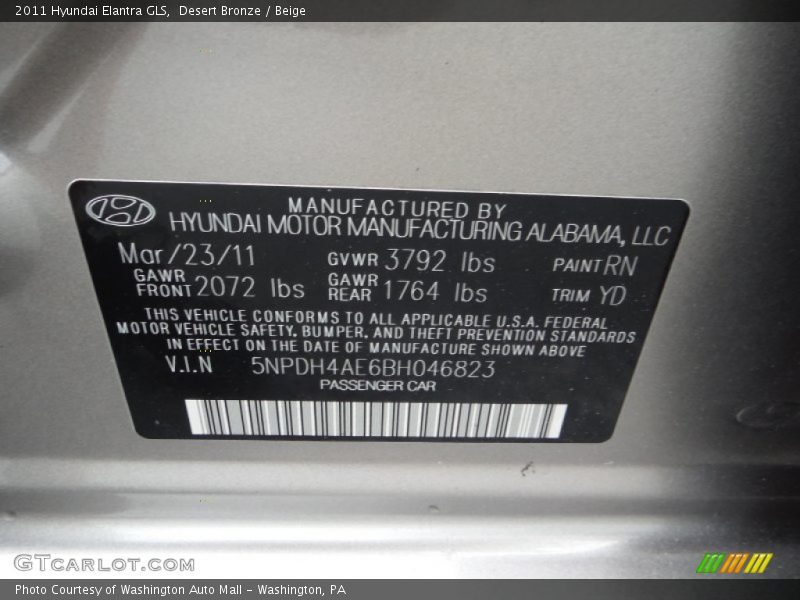 2011 Hyundai Elantra GLS, Desert Bronze / Beige
MANUFACTURED BY
HYUNDAI MOTOR MANUFACTURING ALABAMA, LLC
Mar/23/11 GVWR 3792 lbs PAINT RN
GAWR FRONT 2072 lbs GAWR REAR 1764 lbs TRIM YD
THIS VEHICLE CONFORMS TO ALL APPLICABLE U.S.A. FEDERAL
MOTOR VEHICLE SAFETY, BUMPER, AND THEFT PREVENTION STANDARDS
IN EFFECT ON THE DATE OF MANUFACTURE SHOWN ABOVE
V.I.N 5NPDH4AE6BH046823
PASSENGER CAR
GTCARLOT.COM
Photo Courtesy of Washington Auto Mall - Washington, PA